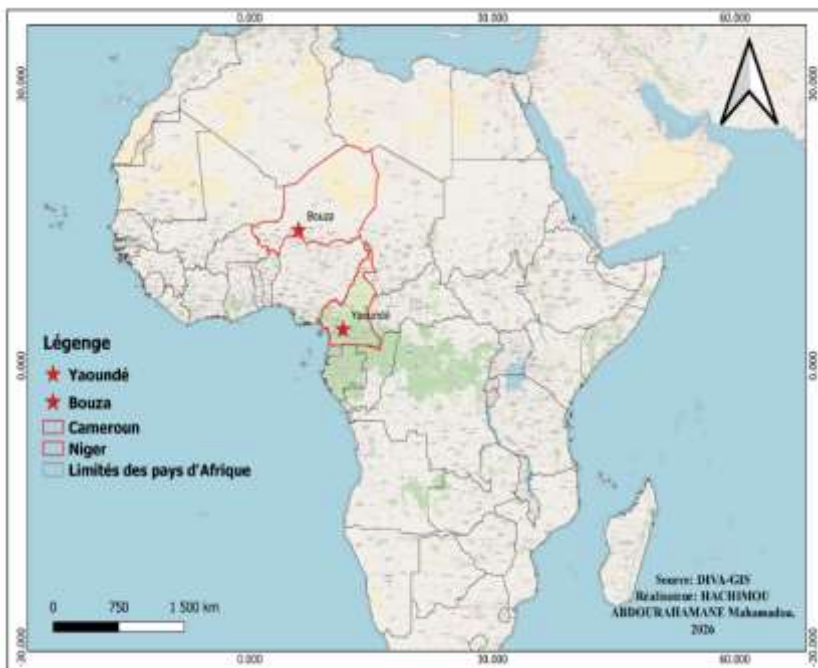 0.000 30.000 60.000
30.000 30.000
Bouza
Yaoundé
Légenge
Yaoundé
Bouza
Cameroun
Niger
Limités des pays d'Afrique
0.000 0.000
0 750 1 500 km
Source: DIVA-GIS
Réalisateur: HACHIMOU
ABDOURAHAMANE Mahamadou,
2026
-30.000 -30.000
0.000 30.000 60.000